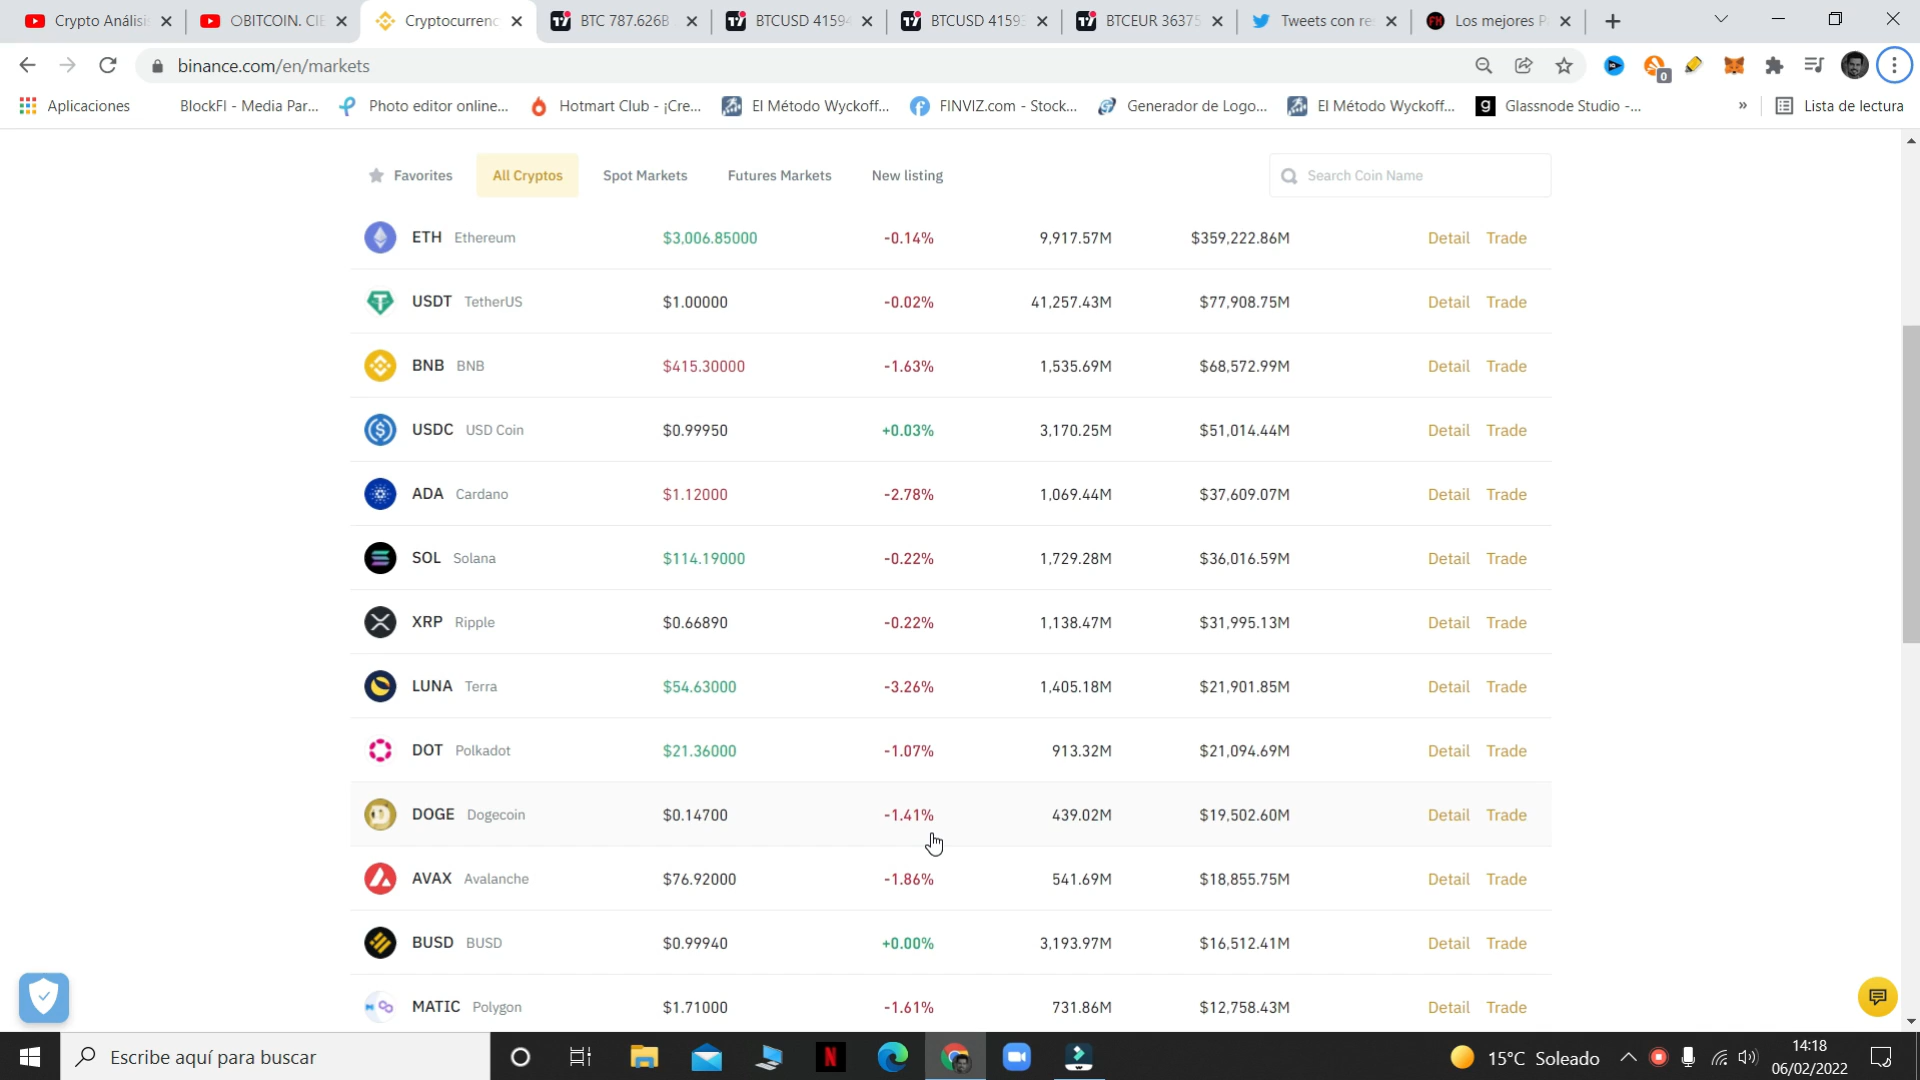 Crypto Análisi
OBITCOIN. CIE
Cryptocurrenc
BTC 787.626B
BTCUSD 4159
BTCUSD 4159
BTCEUR 36375
Tweets con re
Los mejores P
binance.com/en/markets
0
Aplicaciones
BlockFI - Media Par...
Photo editor online...
Hotmart Club - ¡Cre...
El Método Wyckoff...
FINVIZ.com - Stock...
Generador de Logo...
El Método Wyckoff...
Glassnode Studio -...
»
Lista de lectura
Favorites
All Cryptos
Spot Markets
Futures Markets
New listing
Search Coin Name
ETH Ethereum $3,006.85000 -0.14% 9,917.57M $359,222.86M Detail Trade
USDT TetherUS $1.00000 -0.02% 41,257.43M $77,908.75M Detail Trade
BNB BNB $415.30000 -1.63% 1,535.69M $68,572.99M Detail Trade
USDC USD Coin $0.99950 +0.03% 3,170.25M $51,014.44M Detail Trade
ADA Cardano $1.12000 -2.78% 1,069.44M $37,609.07M Detail Trade
SOL Solana $114.19000 -0.22% 1,729.28M $36,016.59M Detail Trade
XRP Ripple $0.66890 -0.22% 1,138.47M $31,995.13M Detail Trade
LUNA Terra $54.63000 -3.26% 1,405.18M $21,901.85M Detail Trade
DOT Polkadot $21.36000 -1.07% 913.32M $21,094.69M Detail Trade
DOGE Dogecoin $0.14700 -1.41% 439.02M $19,502.60M Detail Trade
AVAX Avalanche $76.92000 -1.86% 541.69M $18,855.75M Detail Trade
BUSD BUSD $0.99940 +0.00% 3,193.97M $16,512.41M Detail Trade
MATIC Polygon $1.71000 -1.61% 731.86M $12,758.43M Detail Trade
Escribe aquí para buscar
15°C Soleado
14:18
06/02/2022